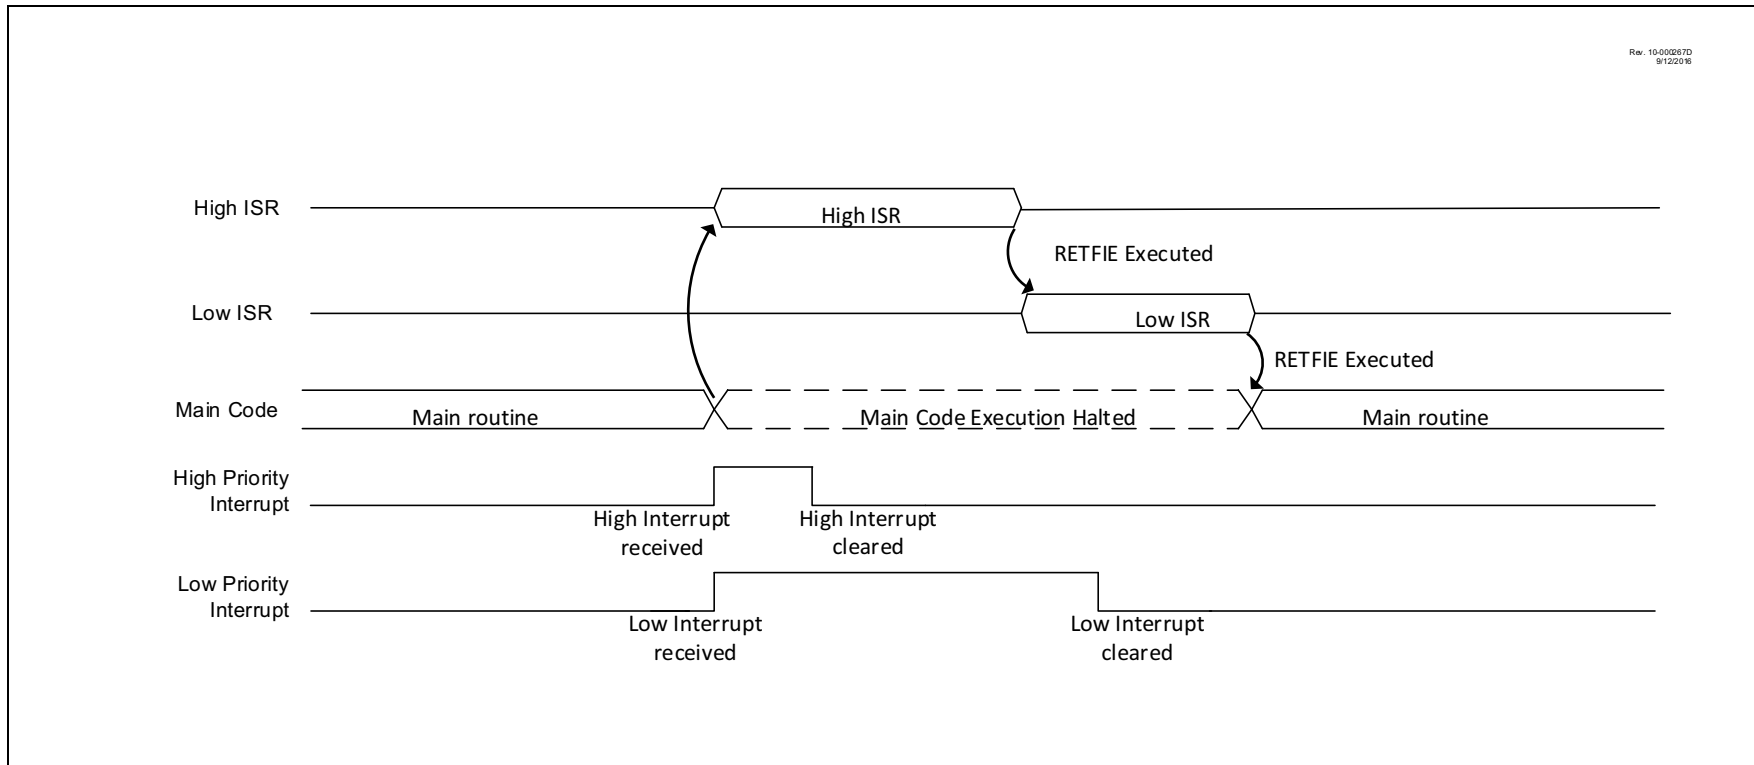 Rev. 10-000267D
9/12/2016
High ISR
High ISR
RETFIE Executed
Low ISR
Low ISR
RETFIE Executed
Main Code
Main routine
Main Code Execution Halted
Main routine
High Priority
Interrupt
High Interrupt
received
High Interrupt
cleared
Low Priority
Interrupt
Low Interrupt
received
Low Interrupt
cleared